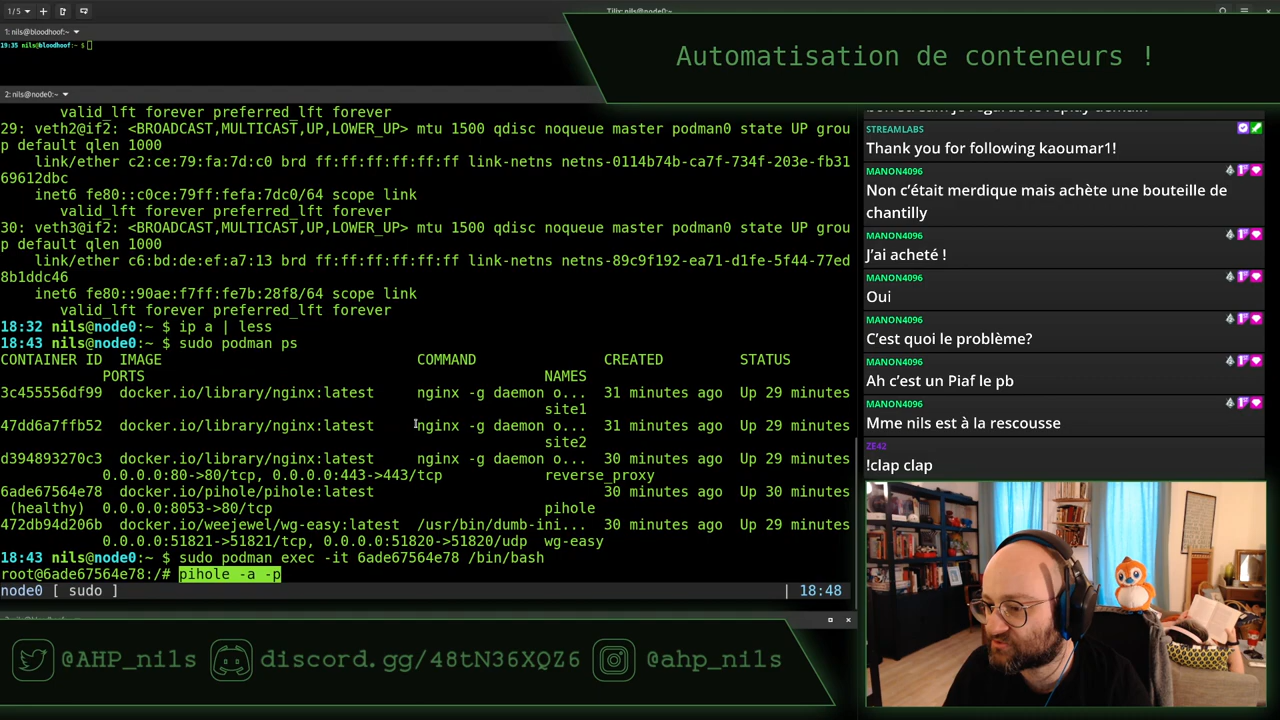 1/5
Tilix: nils@node0:~
1: nils@bloodhoof:~
19:35 nils@bloodhoof:~ $
2: nils@node0:~
Automatisation de conteneurs !
valid_lft forever preferred_lft forever
29: veth2@if2: <BROADCAST,MULTICAST,UP,LOWER_UP> mtu 1500 qdisc noqueue master podman0 state UP grou
p default qlen 1000
link/ether c2:ce:79:fa:7d:c0 brd ff:ff:ff:ff:ff:ff link-netns netns-0114b74b-ca7f-734f-203e-fb31
69612dbc
inet6 fe80::c0ce:79ff:fefa:7dc0/64 scope link
valid_lft forever preferred_lft forever
30: veth3@if2: <BROADCAST,MULTICAST,UP,LOWER_UP> mtu 1500 qdisc noqueue master podman0 state UP grou
p default qlen 1000
link/ether c6:bd:de:ef:a7:13 brd ff:ff:ff:ff:ff:ff link-netns netns-89c9f192-ea71-d1fe-5f44-77ed
8b1ddc46
inet6 fe80::90ae:f7ff:fe7b:28f8/64 scope link
valid_lft forever preferred_lft forever
18:32 nils@node0:~ $ ip a | less
18:43 nils@node0:~ $ sudo podman ps
CONTAINER ID IMAGE COMMAND CREATED STATUS
PORTS NAMES
3c455556df99 docker.io/library/nginx:latest nginx -g daemon o... 31 minutes ago Up 29 minutes
site1
47dd6a7ffb52 docker.io/library/nginx:latest nginx -g daemon o... 31 minutes ago Up 29 minutes
site2
d394893270c3 docker.io/library/nginx:latest nginx -g daemon o... 30 minutes ago Up 29 minutes
0.0.0.0:80->80/tcp, 0.0.0.0:443->443/tcp reverse_proxy
6ade67564e78 docker.io/pihole/pihole:latest 30 minutes ago Up 30 minutes
(healthy) 0.0.0.0:8053->80/tcp pihole
472db94d206b docker.io/weejewel/wg-easy:latest /usr/bin/dumb-ini... 30 minutes ago Up 29 minutes
0.0.0.0:51821->51821/tcp, 0.0.0.0:51820->51820/udp wg-easy
18:43 nils@node0:~ $ sudo podman exec -it 6ade67564e78 /bin/bash
root@6ade67564e78:/# pihole -a -p
node0 [ sudo ] | 18:48
STREAMLABS
Thank you for following kaoumar1!
MANON4096
Non c’était merdique mais achète une bouteille de
chantilly
MANON4096
J’ai acheté !
MANON4096
Oui
MANON4096
C’est quoi le problème?
MANON4096
Ah c’est un Piaf le pb
MANON4096
Mme nils est à la rescousse
ZE42
!clap clap
@AHP_nils discord.gg/48tN36XQZ6 @ahp_nils